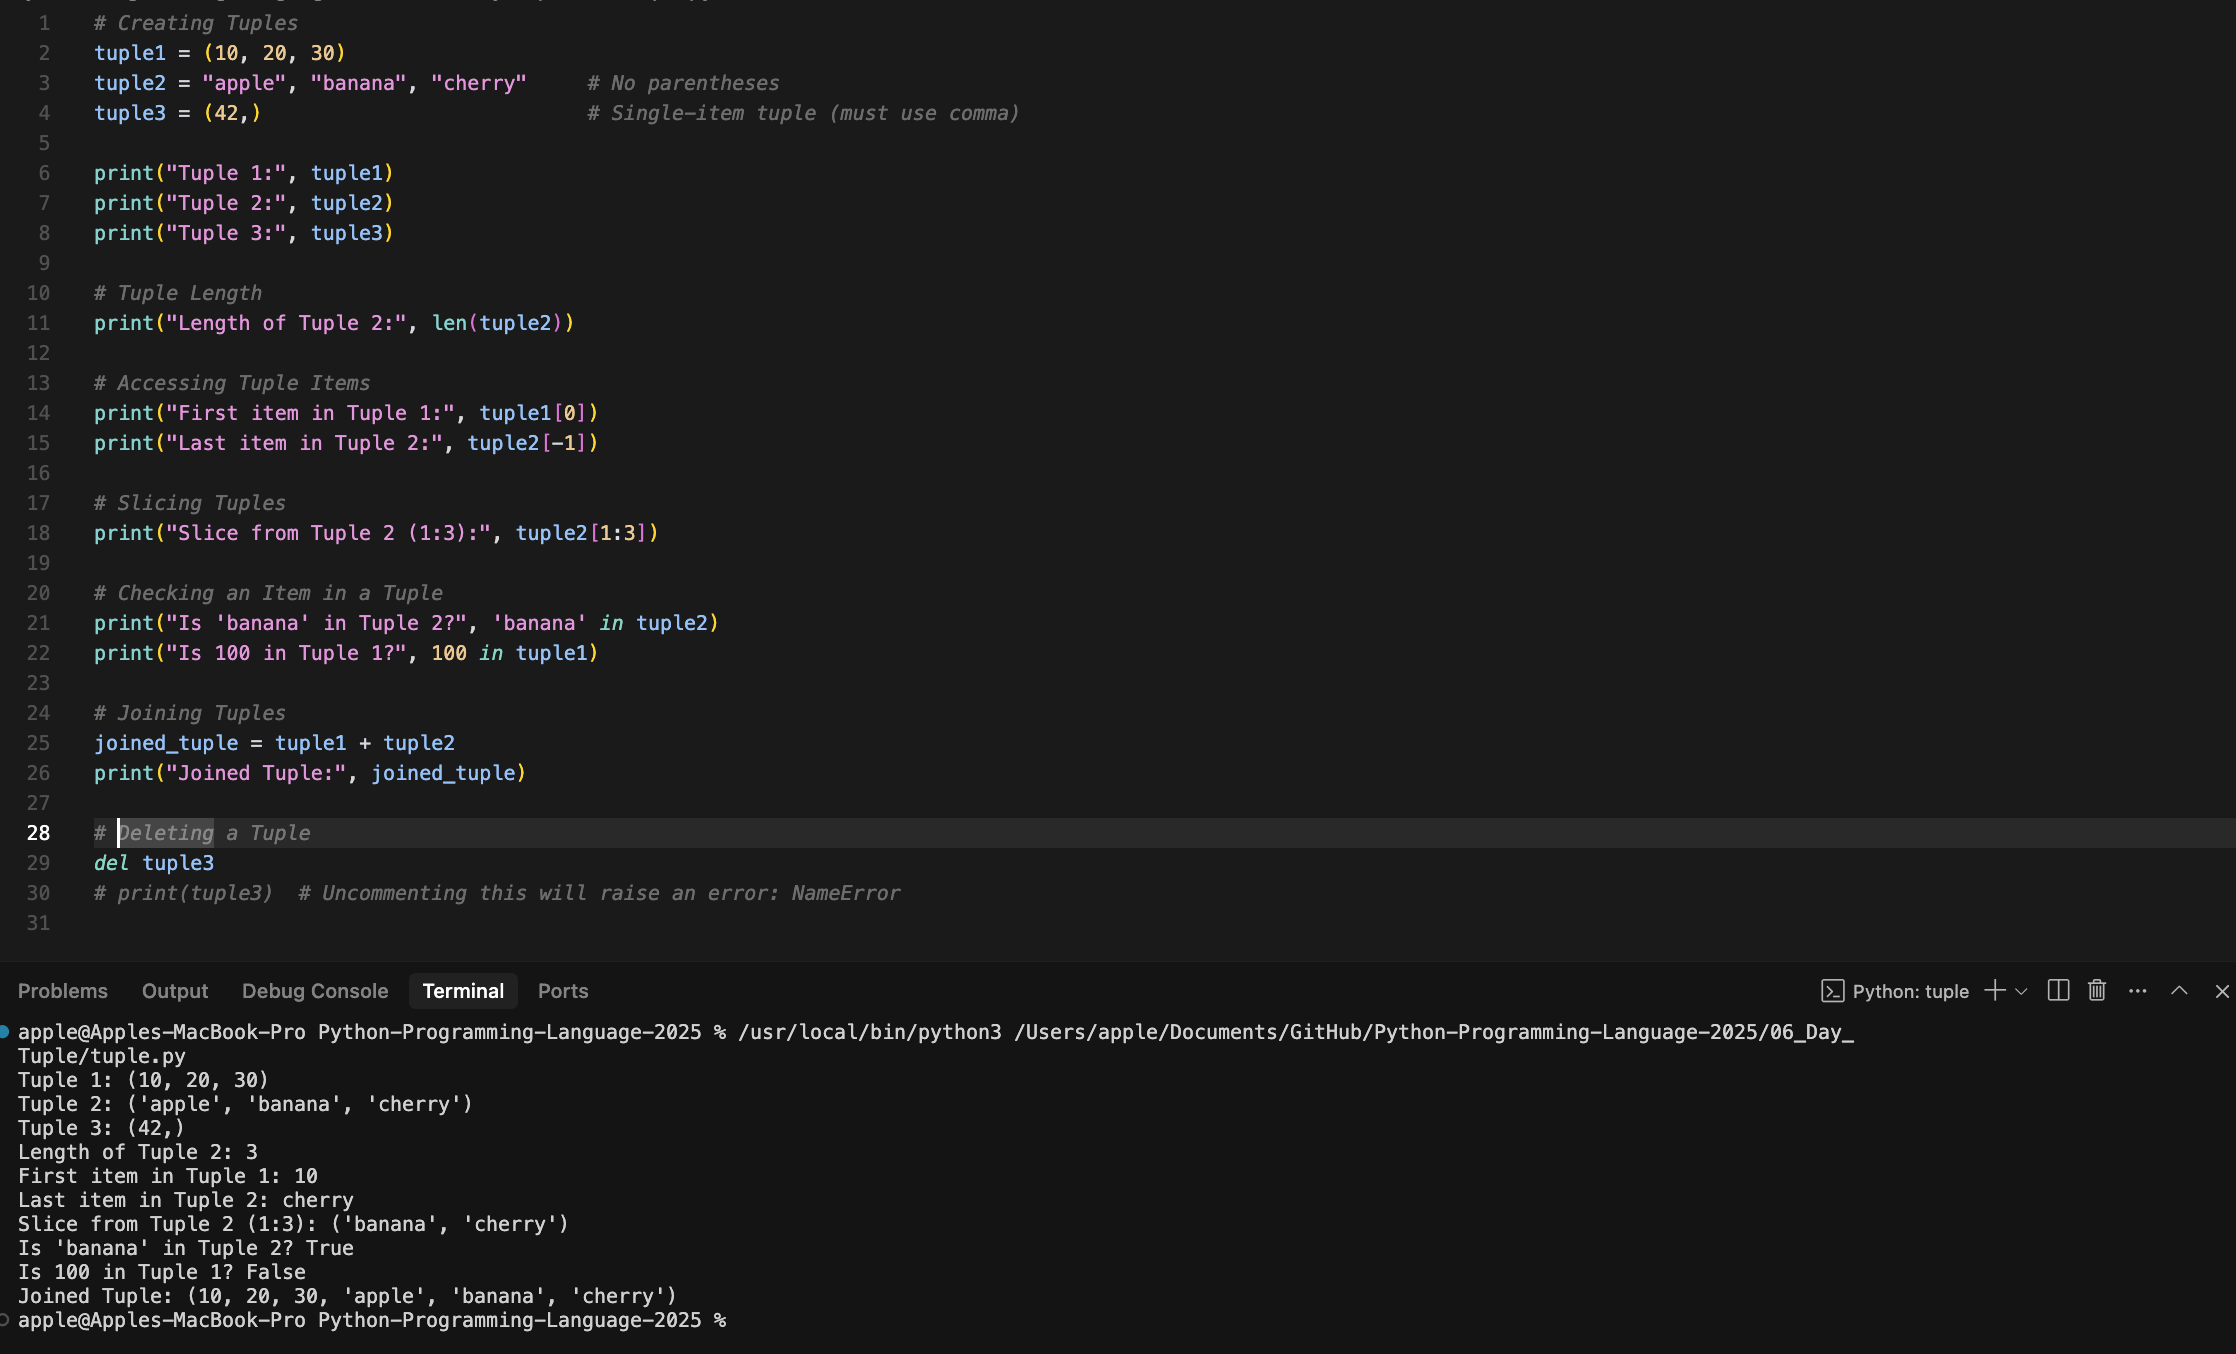 1 # Creating Tuples
2 tuple1 = (10, 20, 30)
3 tuple2 = "apple", "banana", "cherry"     # No parentheses
4 tuple3 = (42,)                           # Single-item tuple (must use comma)
5
6 print("Tuple 1:", tuple1)
7 print("Tuple 2:", tuple2)
8 print("Tuple 3:", tuple3)
9
10 # Tuple Length
11 print("Length of Tuple 2:", len(tuple2))
12
13 # Accessing Tuple Items
14 print("First item in Tuple 1:", tuple1[0])
15 print("Last item in Tuple 2:", tuple2[-1])
16
17 # Slicing Tuples
18 print("Slice from Tuple 2 (1:3):", tuple2[1:3])
19
20 # Checking an Item in a Tuple
21 print("Is 'banana' in Tuple 2?", 'banana' in tuple2)
22 print("Is 100 in Tuple 1?", 100 in tuple1)
23
24 # Joining Tuples
25 joined_tuple = tuple1 + tuple2
26 print("Joined Tuple:", joined_tuple)
27
28 # Deleting a Tuple
29 del tuple3
30 # print(tuple3)  # Uncommenting this will raise an error: NameError
31
Problems Output Debug Console Terminal Ports Python: tuple
apple@Apples-MacBook-Pro Python-Programming-Language-2025 % /usr/local/bin/python3 /Users/apple/Documents/GitHub/Python-Programming-Language-2025/06_Day_
Tuple/tuple.py
Tuple 1: (10, 20, 30)
Tuple 2: ('apple', 'banana', 'cherry')
Tuple 3: (42,)
Length of Tuple 2: 3
First item in Tuple 1: 10
Last item in Tuple 2: cherry
Slice from Tuple 2 (1:3): ('banana', 'cherry')
Is 'banana' in Tuple 2? True
Is 100 in Tuple 1? False
Joined Tuple: (10, 20, 30, 'apple', 'banana', 'cherry')
apple@Apples-MacBook-Pro Python-Programming-Language-2025 %